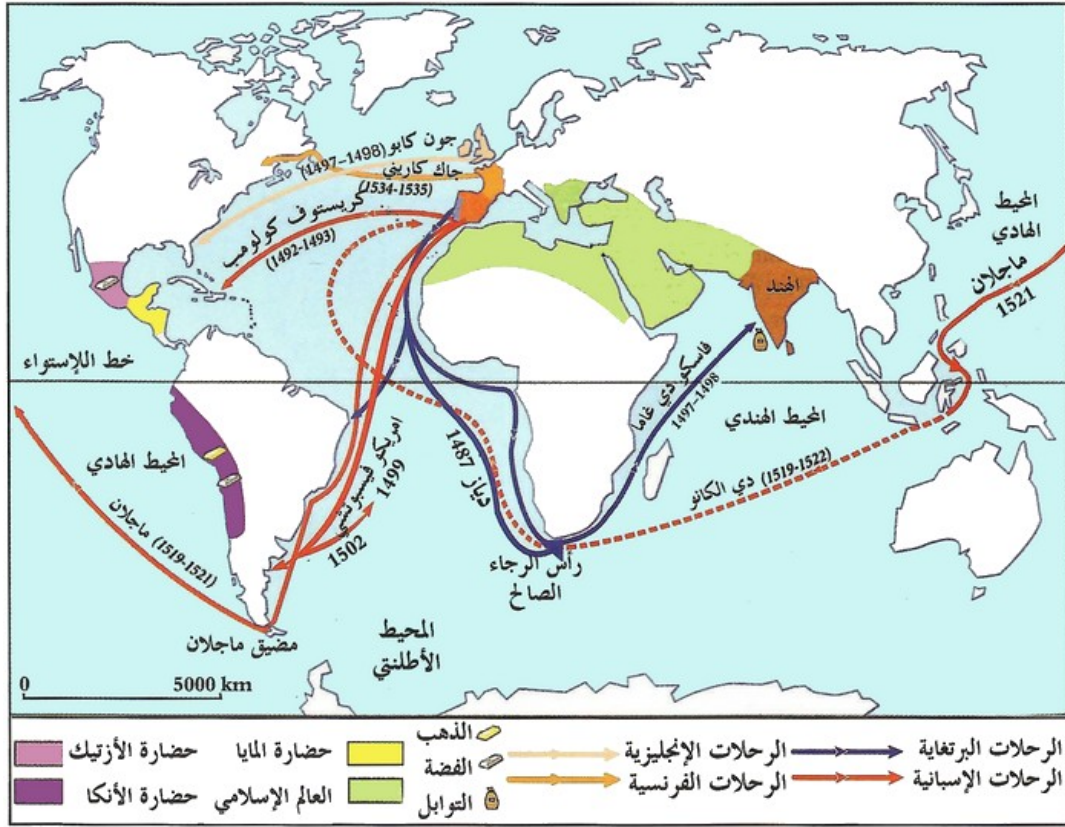 جون كابو (1497-1498)
جاك كاريتي
(1534-1535)
كريستوف كولومب
(1492-1493)
المحيط
الهادي
ماجلان
1521
الهند
خط اللإستواء
فاسكو دي غاما
1497-1498
المحيط الهندي
المحيط الهادي
امريكو فيسبوتشي
1499
1502
دياز 1487
دي الكانو (1519-1522)
ماجلان (1519-1521)
رأس الرجاء
الصالح
مضيق ماجلان
المحيط
الأطلنتي
0 5000 km
الرحلات البرتغاية
الرحلات الإسبانية
الرحلات الإنجليزية
الرحلات الفرنسية
الذهب
الفضة
التوابل
حضارة المايا
العالم الإسلامي
حضارة الأزتيك
حضارة الأنكا